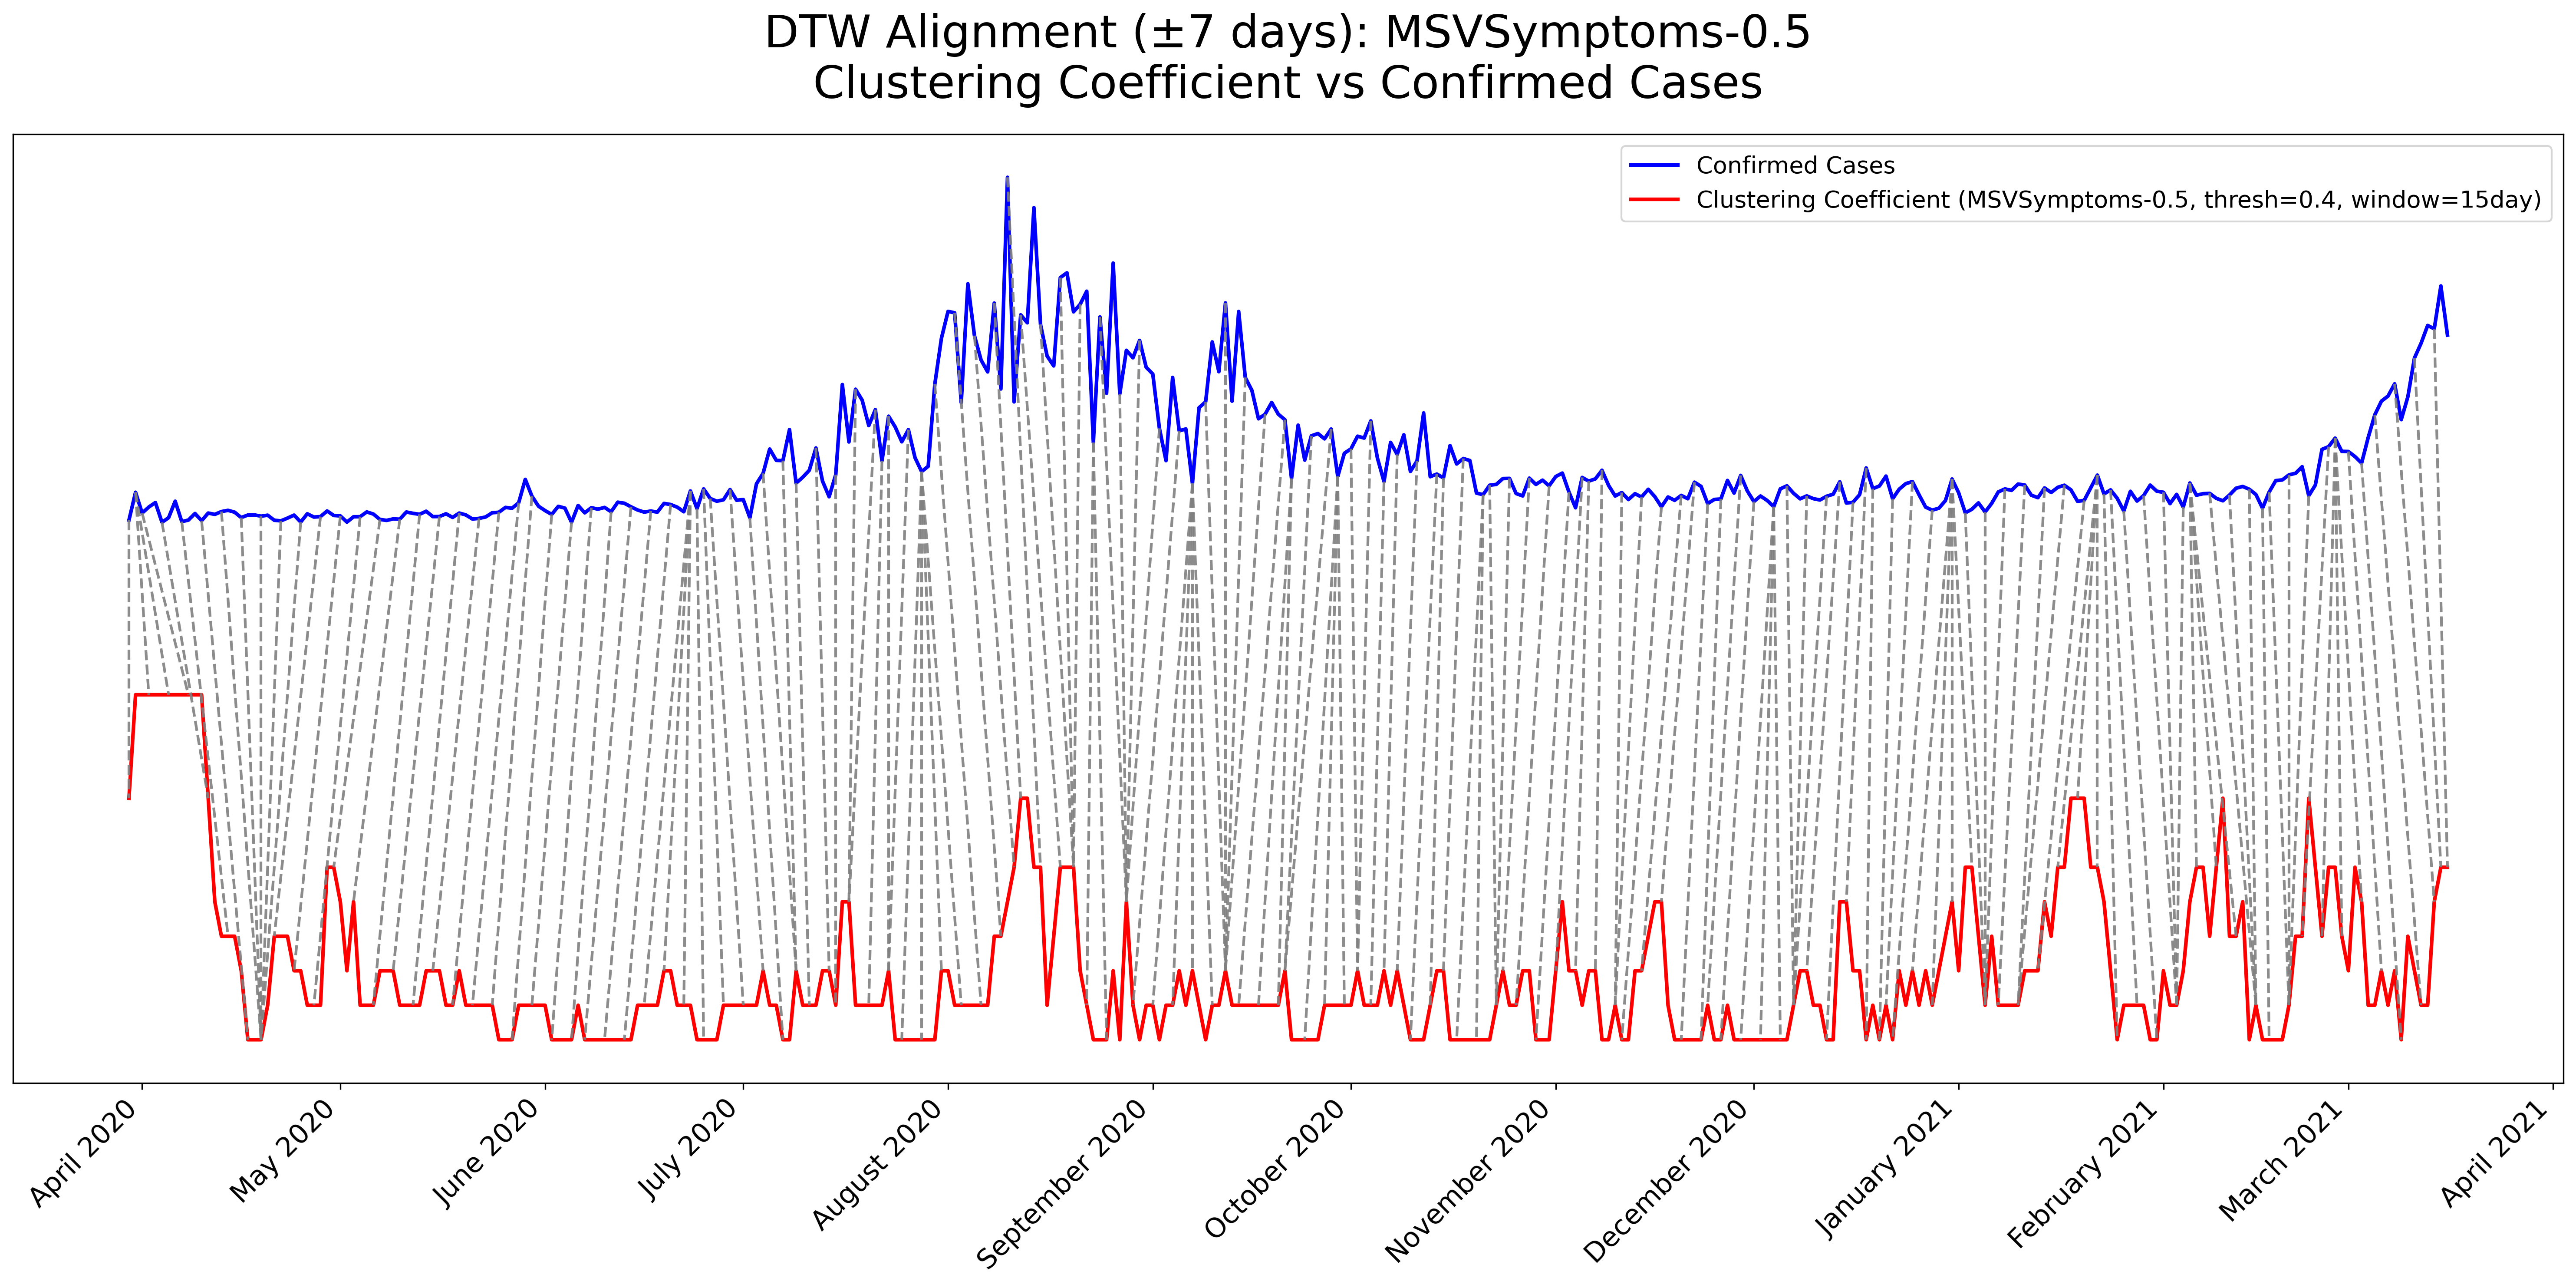 DTW Alignment (±7 days): MSVSymptoms-0.5
Clustering Coefficient vs Confirmed Cases
Confirmed Cases
Clustering Coefficient (MSVSymptoms-0.5, thresh=0.4, window=15day)
April 2020
May 2020
June 2020
July 2020
August 2020
September 2020
October 2020
November 2020
December 2020
January 2021
February 2021
March 2021
April 2021